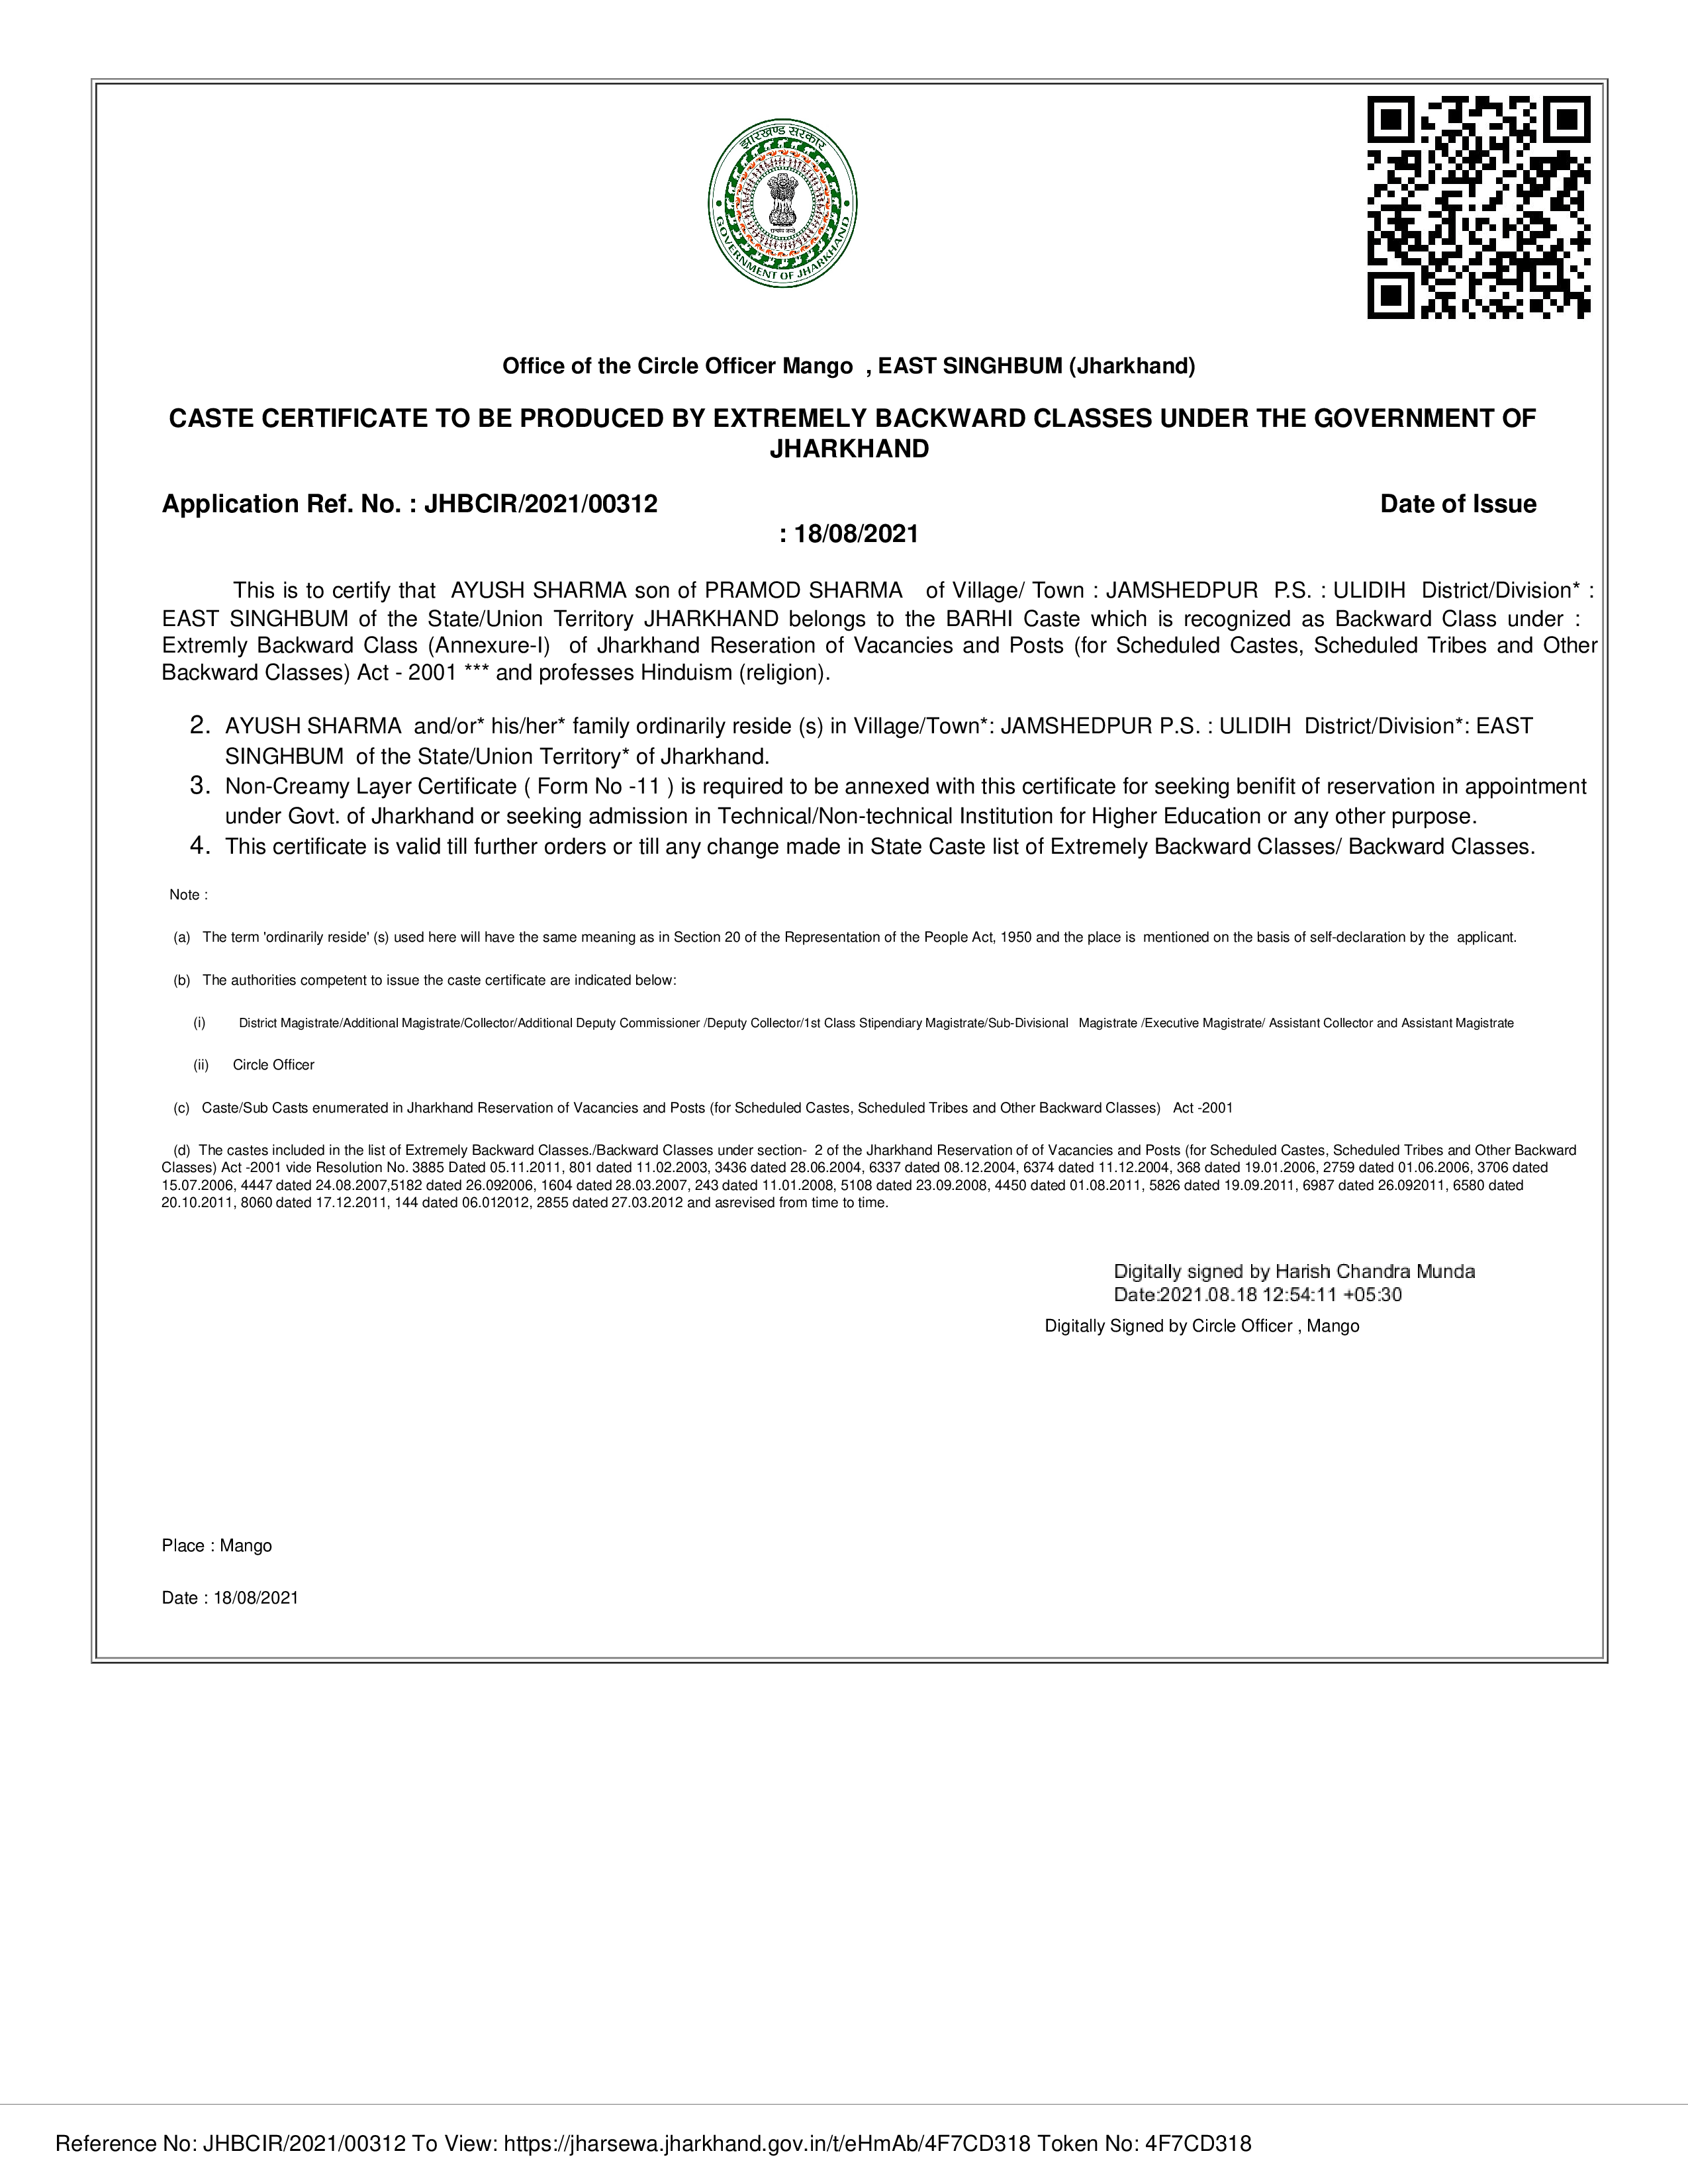 झारखण्ड सरकार
GOVERNMENT OF JHARKHAND
Office of the Circle Officer Mango , EAST SINGHBUM (Jharkhand)
CASTE CERTIFICATE TO BE PRODUCED BY EXTREMELY BACKWARD CLASSES UNDER THE GOVERNMENT OF
JHARKHAND
Application Ref. No. : JHBCIR/2021/00312 Date of Issue
: 18/08/2021
This is to certify that AYUSH SHARMA son of PRAMOD SHARMA of Village/ Town : JAMSHEDPUR P.S. : ULIDIH District/Division* :
EAST SINGHBUM of the State/Union Territory JHARKHAND belongs to the BARHI Caste which is recognized as Backward Class under :
Extremly Backward Class (Annexure-I) of Jharkhand Reseration of Vacancies and Posts (for Scheduled Castes, Scheduled Tribes and Other
Backward Classes) Act - 2001 *** and professes Hinduism (religion).
2. AYUSH SHARMA and/or* his/her* family ordinarily reside (s) in Village/Town*: JAMSHEDPUR P.S. : ULIDIH District/Division*: EAST
SINGHBUM of the State/Union Territory* of Jharkhand.
3. Non-Creamy Layer Certificate ( Form No -11 ) is required to be annexed with this certificate for seeking benifit of reservation in appointment
under Govt. of Jharkhand or seeking admission in Technical/Non-technical Institution for Higher Education or any other purpose.
4. This certificate is valid till further orders or till any change made in State Caste list of Extremely Backward Classes/ Backward Classes.
Note :
(a) The term 'ordinarily reside' (s) used here will have the same meaning as in Section 20 of the Representation of the People Act, 1950 and the place is mentioned on the basis of self-declaration by the applicant.
(b) The authorities competent to issue the caste certificate are indicated below:
(i) District Magistrate/Additional Magistrate/Collector/Additional Deputy Commissioner /Deputy Collector/1st Class Stipendiary Magistrate/Sub-Divisional Magistrate /Executive Magistrate/ Assistant Collector and Assistant Magistrate
(ii) Circle Officer
(c) Caste/Sub Casts enumerated in Jharkhand Reservation of Vacancies and Posts (for Scheduled Castes, Scheduled Tribes and Other Backward Classes) Act -2001
(d) The castes included in the list of Extremely Backward Classes./Backward Classes under section- 2 of the Jharkhand Reservation of of Vacancies and Posts (for Scheduled Castes, Scheduled Tribes and Other Backward
Classes) Act -2001 vide Resolution No. 3885 Dated 05.11.2011, 801 dated 11.02.2003, 3436 dated 28.06.2004, 6337 dated 08.12.2004, 6374 dated 11.12.2004, 368 dated 19.01.2006, 2759 dated 01.06.2006, 3706 dated
15.07.2006, 4447 dated 24.08.2007,5182 dated 26.092006, 1604 dated 28.03.2007, 243 dated 11.01.2008, 5108 dated 23.09.2008, 4450 dated 01.08.2011, 5826 dated 19.09.2011, 6987 dated 26.092011, 6580 dated
20.10.2011, 8060 dated 17.12.2011, 144 dated 06.012012, 2855 dated 27.03.2012 and asrevised from time to time.
Digitally signed by Harish Chandra Munda
Date:2021.08.18 12:54:11 +05:30
Digitally Signed by Circle Officer , Mango
Place : Mango
Date : 18/08/2021
Reference No: JHBCIR/2021/00312 To View: https://jharsewa.jharkhand.gov.in/t/eHmAb/4F7CD318 Token No: 4F7CD318